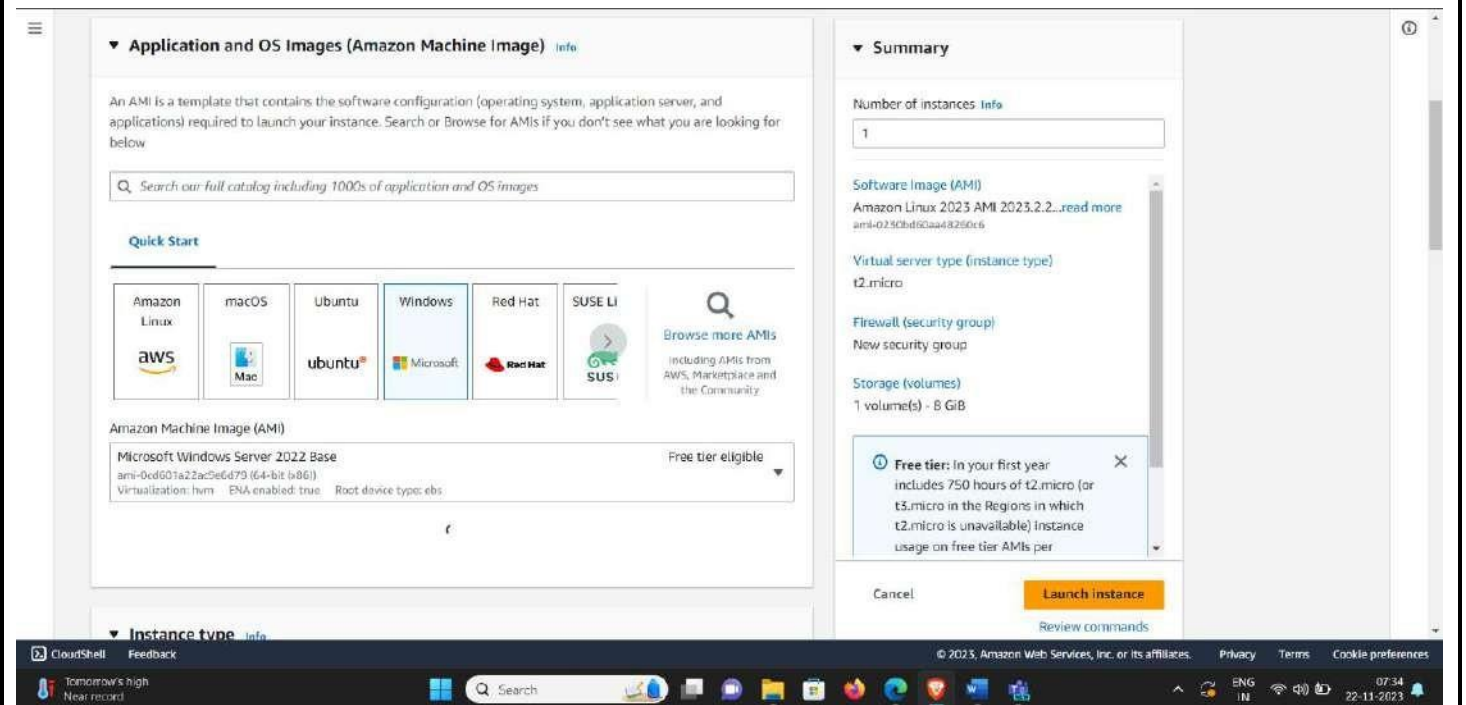 Application and OS Images (Amazon Machine Image) Info
An AMI is a template that contains the software configuration (operating system, application server, and
applications) required to launch your instance. Search or Browse for AMIs if you don't see what you are looking for
below
Search our full catalog including 1000s of application and OS images
Quick Start
Amazon
Linux
aws
macOS
Mac
Ubuntu
ubuntu®
Windows
Microsoft
Red Hat
Red Hat
SUSE Li
SUS
Browse more AMIs
Including AMIs from
AWS, Marketplace and
the Community
Amazon Machine Image (AMI)
Microsoft Windows Server 2022 Base
Free tier eligible
ami-0cd601a22ac9e6d79 (64-bit (x86))
Virtualization: hvm ENA enabled: true Root device type: ebs
Instance type Info
Summary
Number of instances Info
1
Software Image (AMI)
Amazon Linux 2023 AMI 2023.2.2...read more
ami-0230bd60aa48260c6
Virtual server type (instance type)
t2.micro
Firewall (security group)
New security group
Storage (volumes)
1 volume(s) - 8 GiB
Free tier: In your first year
includes 750 hours of t2.micro (or
t3.micro in the Regions in which
t2.micro is unavailable) instance
usage on free tier AMIs per
Cancel
Launch instance
Review commands
CloudShell Feedback
© 2023, Amazon Web Services, Inc. or its affiliates. Privacy Terms Cookie preferences
Tomorrow's high
Near record
Search
ENG
IN
07:34
22-11-2023